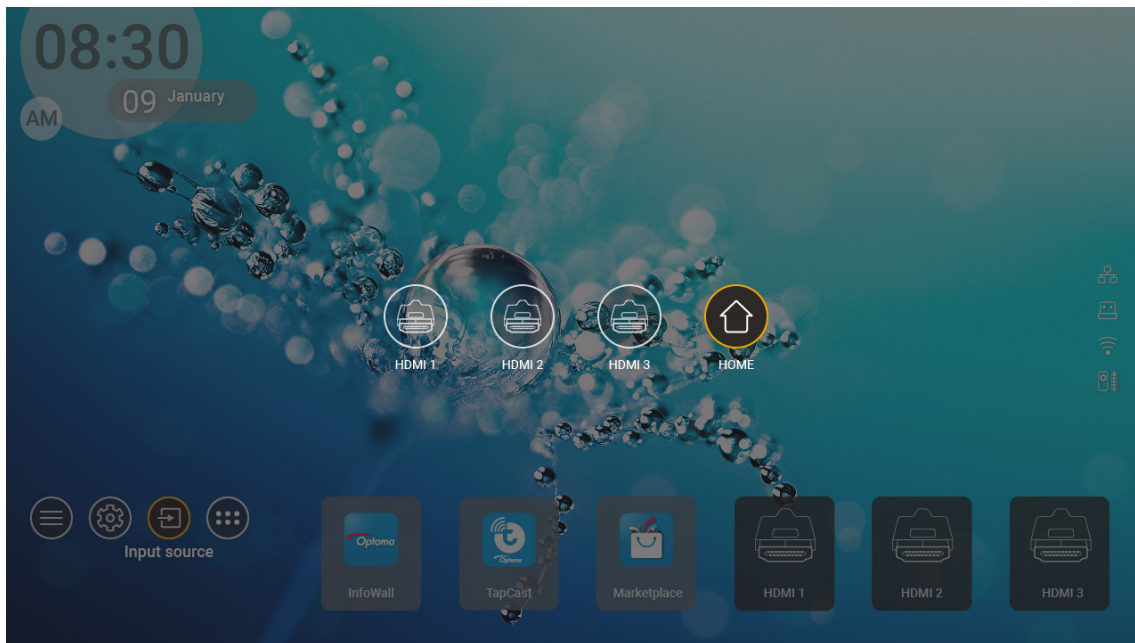 08:30
09 January
AM
HDMI 1 HDMI 2 HDMI 3 HOME
Input source
Optoma
Optoma
InfoWall TapCast Marketplace HDMI 1 HDMI 2 HDMI 3